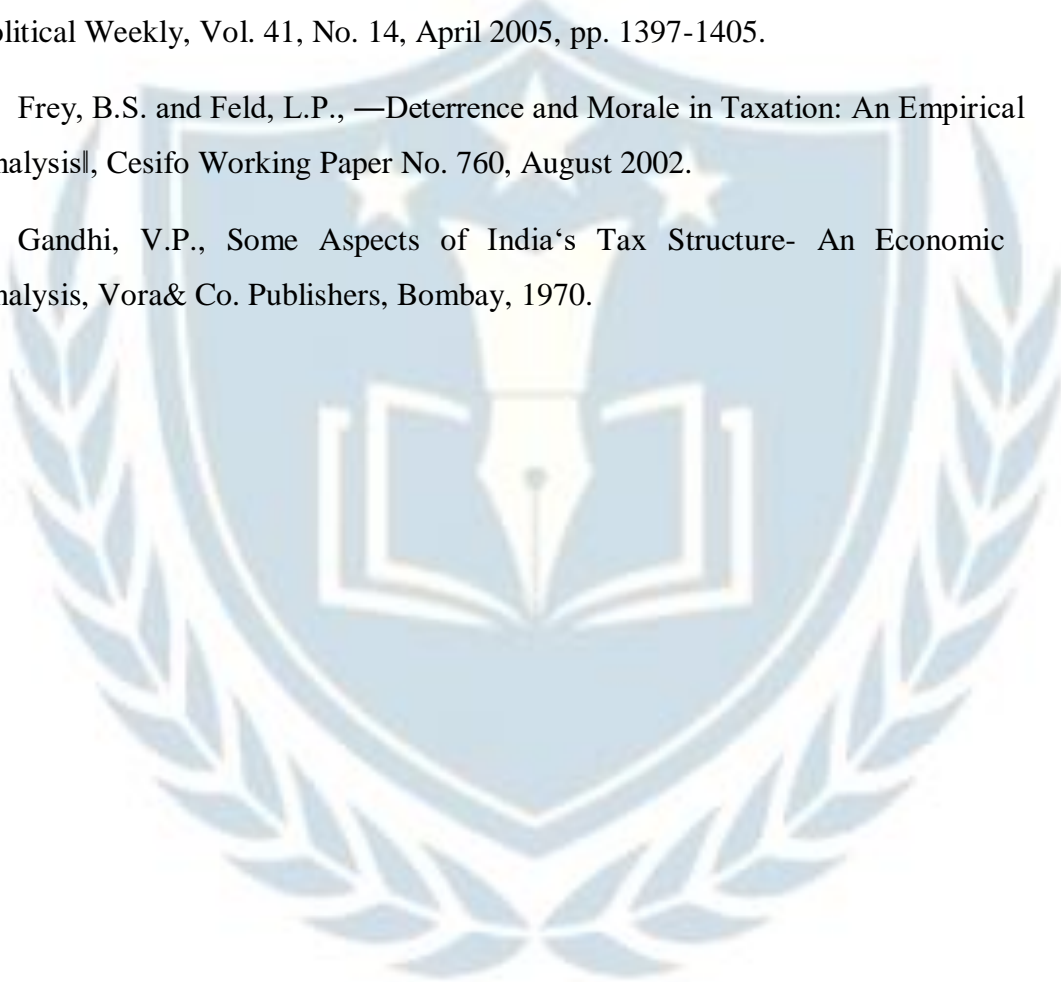 olitical Weekly, Vol. 41, No. 14, April 2005, pp. 1397-1405.
Frey, B.S. and Feld, L.P., ―Deterrence and Morale in Taxation: An Empirical
nalysis‖, Cesifo Working Paper No. 760, August 2002.
Gandhi, V.P., Some Aspects of India‘s Tax Structure- An Economic
nalysis, Vora& Co. Publishers, Bombay, 1970.